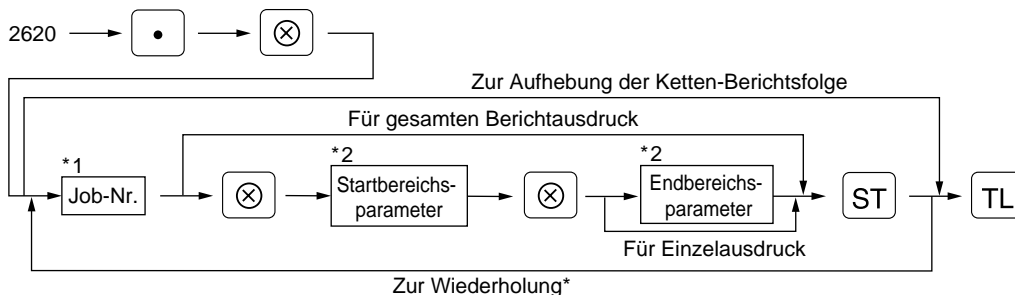 2620 • ⊗
Zur Aufhebung der Ketten-Berichtsfolge
Für gesamten Berichtausdruck
*1
*2
*2
Job-Nr.
⊗
Startbereichs-
parameter
⊗
Endbereichs-
parameter
ST
TL
Für Einzelausdruck
Zur Wiederholung*